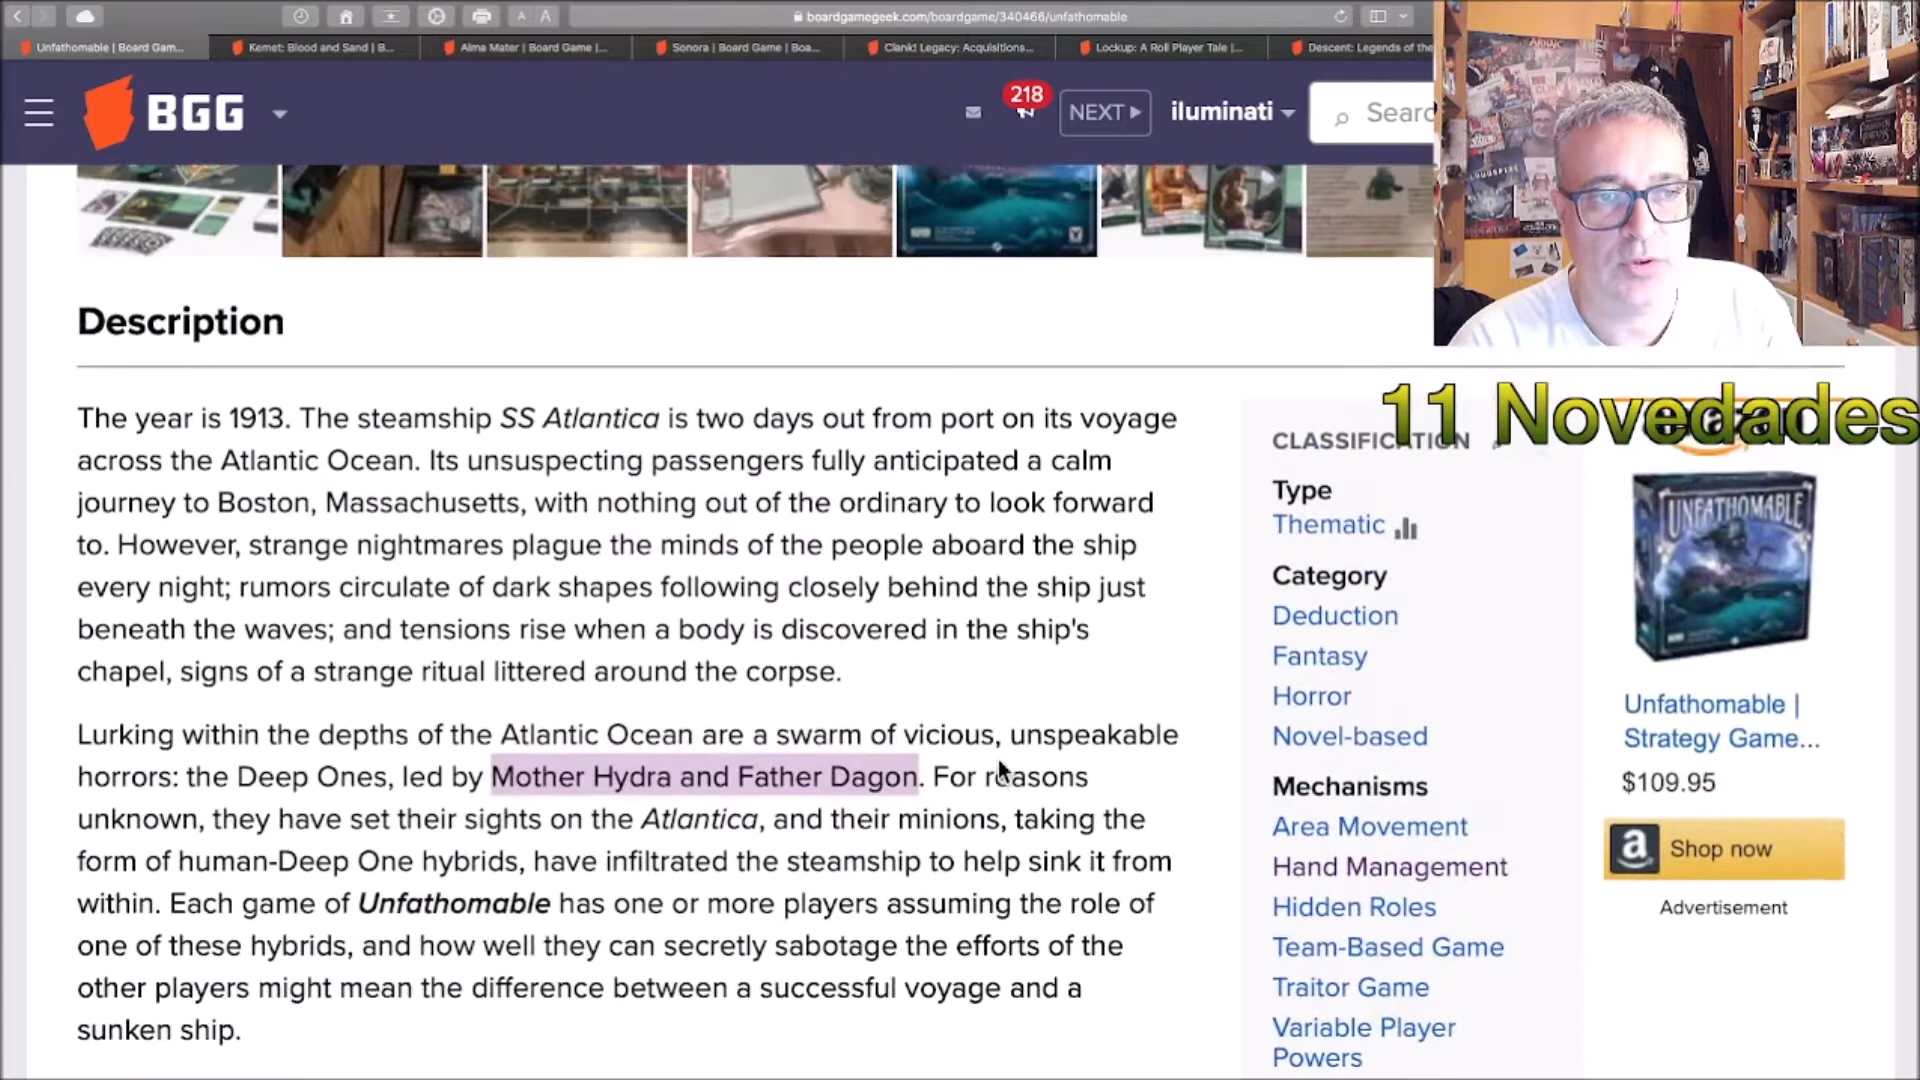 boardgamegeek.com/boardgame/340466/unfathomable
Unfathomable | Board Gam...
Kemet: Blood and Sand | B...
Alma Mater | Board Game |...
Sonora | Board Game | Boa...
Clank! Legacy: Acquisitions...
Lockup: A Roll Player Tale |...
Descent: Legends of the
BGG
218
NEXT
iluminati
Searc
Description
The year is 1913. The steamship SS Atlantica is two days out from port on its voyage
across the Atlantic Ocean. Its unsuspecting passengers fully anticipated a calm
journey to Boston, Massachusetts, with nothing out of the ordinary to look forward
to. However, strange nightmares plague the minds of the people aboard the ship
every night; rumors circulate of dark shapes following closely behind the ship just
beneath the waves; and tensions rise when a body is discovered in the ship's
chapel, signs of a strange ritual littered around the corpse.
Lurking within the depths of the Atlantic Ocean are a swarm of vicious, unspeakable
horrors: the Deep Ones, led by Mother Hydra and Father Dagon. For reasons
unknown, they have set their sights on the Atlantica, and their minions, taking the
form of human-Deep One hybrids, have infiltrated the steamship to help sink it from
within. Each game of Unfathomable has one or more players assuming the role of
one of these hybrids, and how well they can secretly sabotage the efforts of the
other players might mean the difference between a successful voyage and a
sunken ship.
11 Novedades
CLASSIFICATION
Type
Thematic
Category
Deduction
Fantasy
Horror
Novel-based
Mechanisms
Area Movement
Hand Management
Hidden Roles
Team-Based Game
Traitor Game
Variable Player
Powers
UNFATHOMABLE
Unfathomable |
Strategy Game...
$109.95
a Shop now
Advertisement